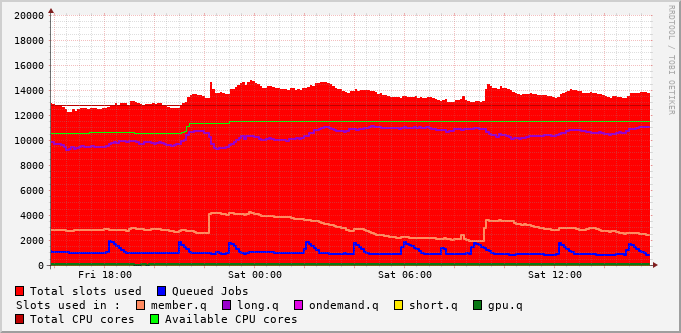 20000
18000
16000
14000
12000
10000
8000
6000
4000
2000
0
Fri 18:00 Sat 00:00 Sat 06:00 Sat 12:00
RRDTOOL / TOBI OETIKER
Total slots used Queued Jobs
Slots used in : member.q long.q ondemand.q short.q gpu.q
Total CPU cores Available CPU cores